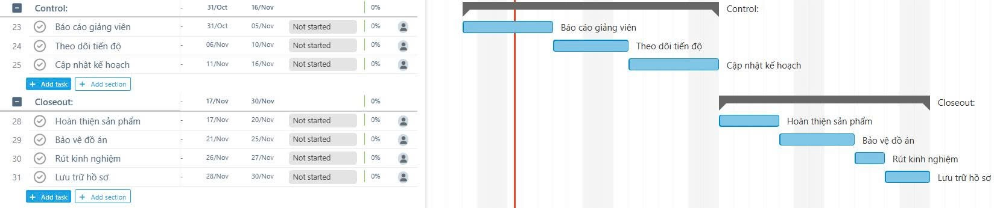 Control: - 31/Oct 16/Nov 0% Control:
23 Báo cáo giảng viên - 31/Oct 05/Nov Not started 0% Báo cáo giảng viên
24 Theo dõi tiến độ - 06/Nov 10/Nov Not started 0% Theo dõi tiến độ
25 Cập nhật kế hoạch - 11/Nov 16/Nov Not started 0% Cập nhật kế hoạch
+ Add task + Add section
Closeout: - 17/Nov 30/Nov 0% Closeout:
28 Hoàn thiện sản phẩm - 17/Nov 20/Nov Not started 0% Hoàn thiện sản phẩm
29 Bảo vệ đồ án - 21/Nov 25/Nov Not started 0% Bảo vệ đồ án
30 Rút kinh nghiệm - 26/Nov 27/Nov Not started 0% Rút kinh nghiệm
31 Lưu trữ hồ sơ - 28/Nov 30/Nov Not started 0% Lưu trữ hồ sơ
+ Add task + Add section